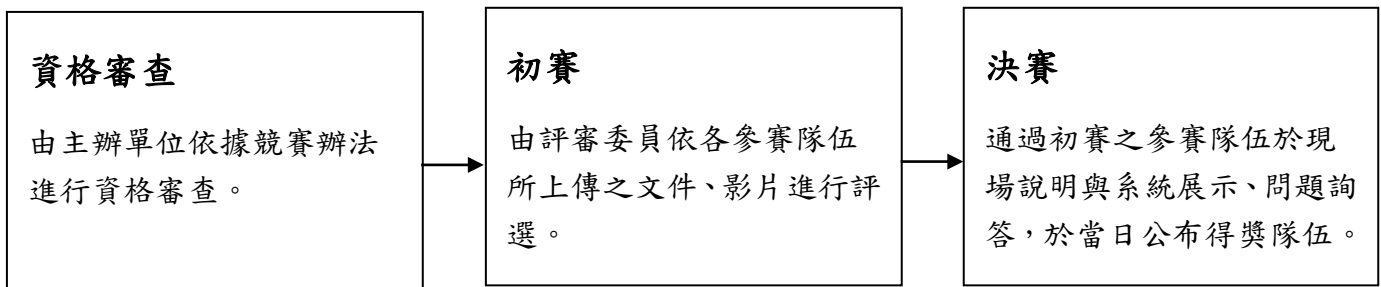 資格審查
由主辦單位依據競賽辦法
進行資格審查。
初賽
由評審委員依各參賽隊伍
所上傳之文件、影片進行評
選。
決賽
通過初賽之參賽隊伍於現
場說明與系統展示、問題詢
答，於當日公布得獎隊伍。